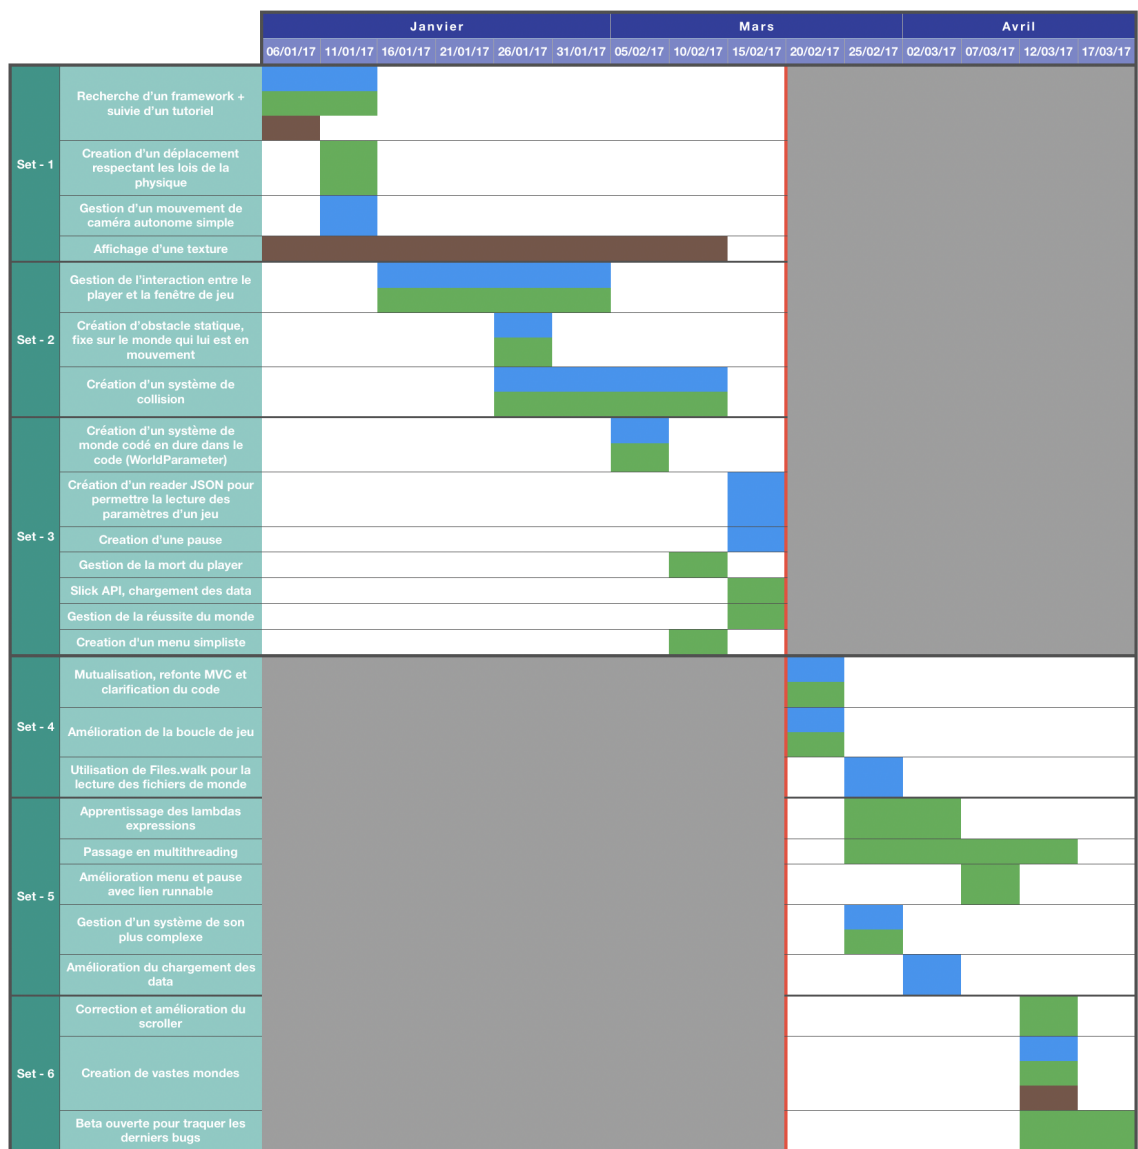 Janvier Mars Avril
06/01/17 11/01/17 16/01/17 21/01/17 26/01/17 31/01/17 05/02/17 10/02/17 15/02/17 20/02/17 25/02/17 02/03/17 07/03/17 12/03/17 17/03/17
Set - 1
Recherche d'un framework +
suivie d'un tutoriel
Creation d'un déplacement
respectant les lois de la
physique
Gestion d'un mouvement de
caméra autonome simple
Affichage d'une texture
Set - 2
Gestion de l'interaction entre le
player et la fenêtre de jeu
Création d'obstacle statique,
fixe sur le monde qui lui est en
mouvement
Création d'un système de
collision
Set - 3
Création d'un système de
monde codé en dure dans le
code (WorldParameter)
Création d'un reader JSON pour
permettre la lecture des
paramètres d'un jeu
Creation d'une pause
Gestion de la mort du player
Slick API, chargement des data
Gestion de la réussite du monde
Creation d'un menu simpliste
Set - 4
Mutualisation, refonte MVC et
clarification du code
Amélioration de la boucle de jeu
Utilisation de Files.walk pour la
lecture des fichiers de monde
Set - 5
Apprentissage des lambdas
expressions
Passage en multithreading
Amélioration menu et pause
avec lien runnable
Gestion d'un système de son
plus complexe
Amélioration du chargement des
data
Set - 6
Correction et amélioration du
scroller
Creation de vastes mondes
Beta ouverte pour traquer les
derniers bugs